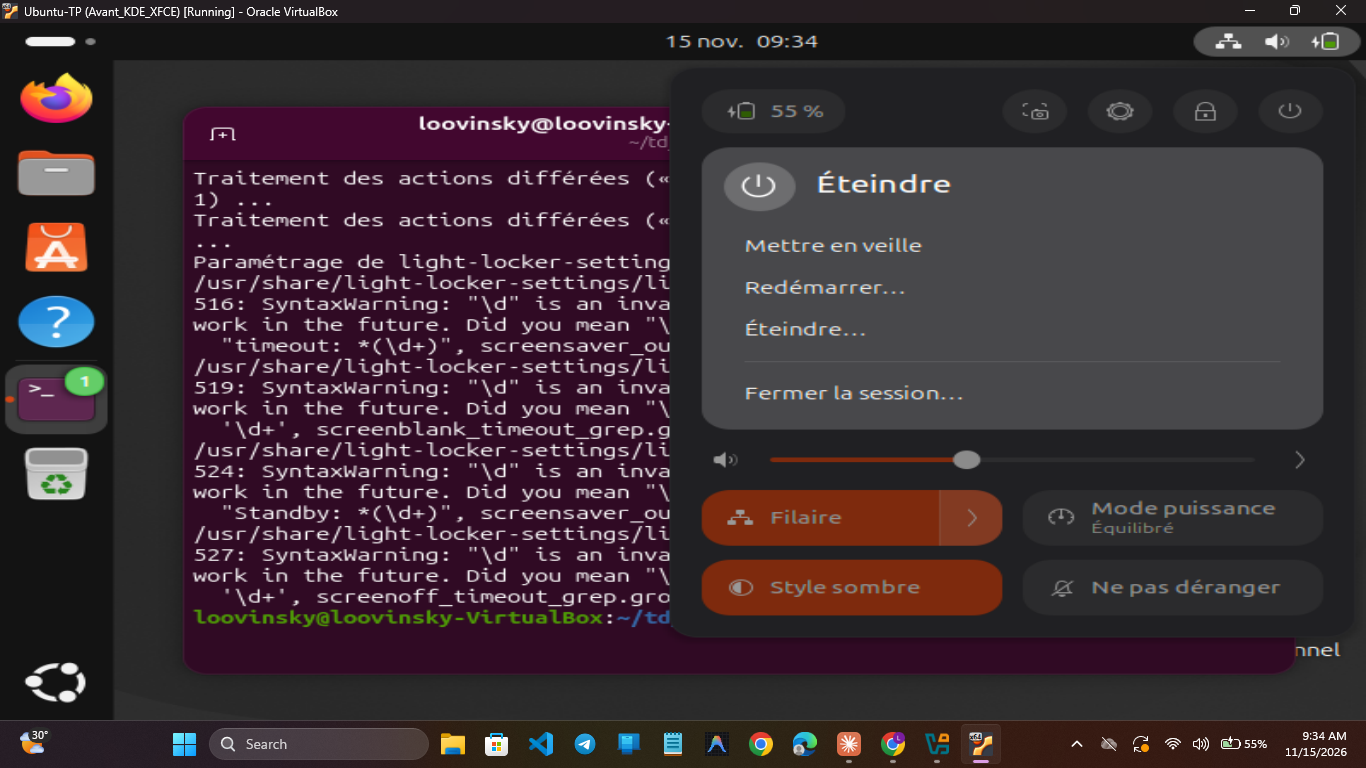 Ubuntu-TP (Avant_KDE_XFCE) [Running] - Oracle VirtualBox
15 nov. 09:34
55 %
loovinsky@loovinsky-
~/td
Éteindre
Mettre en veille
Redémarrer...
Éteindre...
Fermer la session...
Filaire
Mode puissance
Équilibré
Style sombre
Ne pas déranger
Traitement des actions différées («
1) ...
Traitement des actions différées («
...
Paramétrage de light-locker-setting
/usr/share/light-locker-settings/li
516: SyntaxWarning: "\d" is an inva
work in the future. Did you mean "\
"timeout: *(\d+)", screensaver_ou
/usr/share/light-locker-settings/li
519: SyntaxWarning: "\d" is an inva
work in the future. Did you mean "\
'\d+', screenblank_timeout_grep.g
/usr/share/light-locker-settings/li
524: SyntaxWarning: "\d" is an inva
work in the future. Did you mean "\
"Standby: *(\d+)", screensaver_ou
/usr/share/light-locker-settings/li
527: SyntaxWarning: "\d" is an inva
work in the future. Did you mean "\
'\d+', screenoff_timeout_grep.gro
loovinsky@loovinsky-VirtualBox:~/td
nnel
1
30°
Search
55%
9:34 AM
11/15/2026